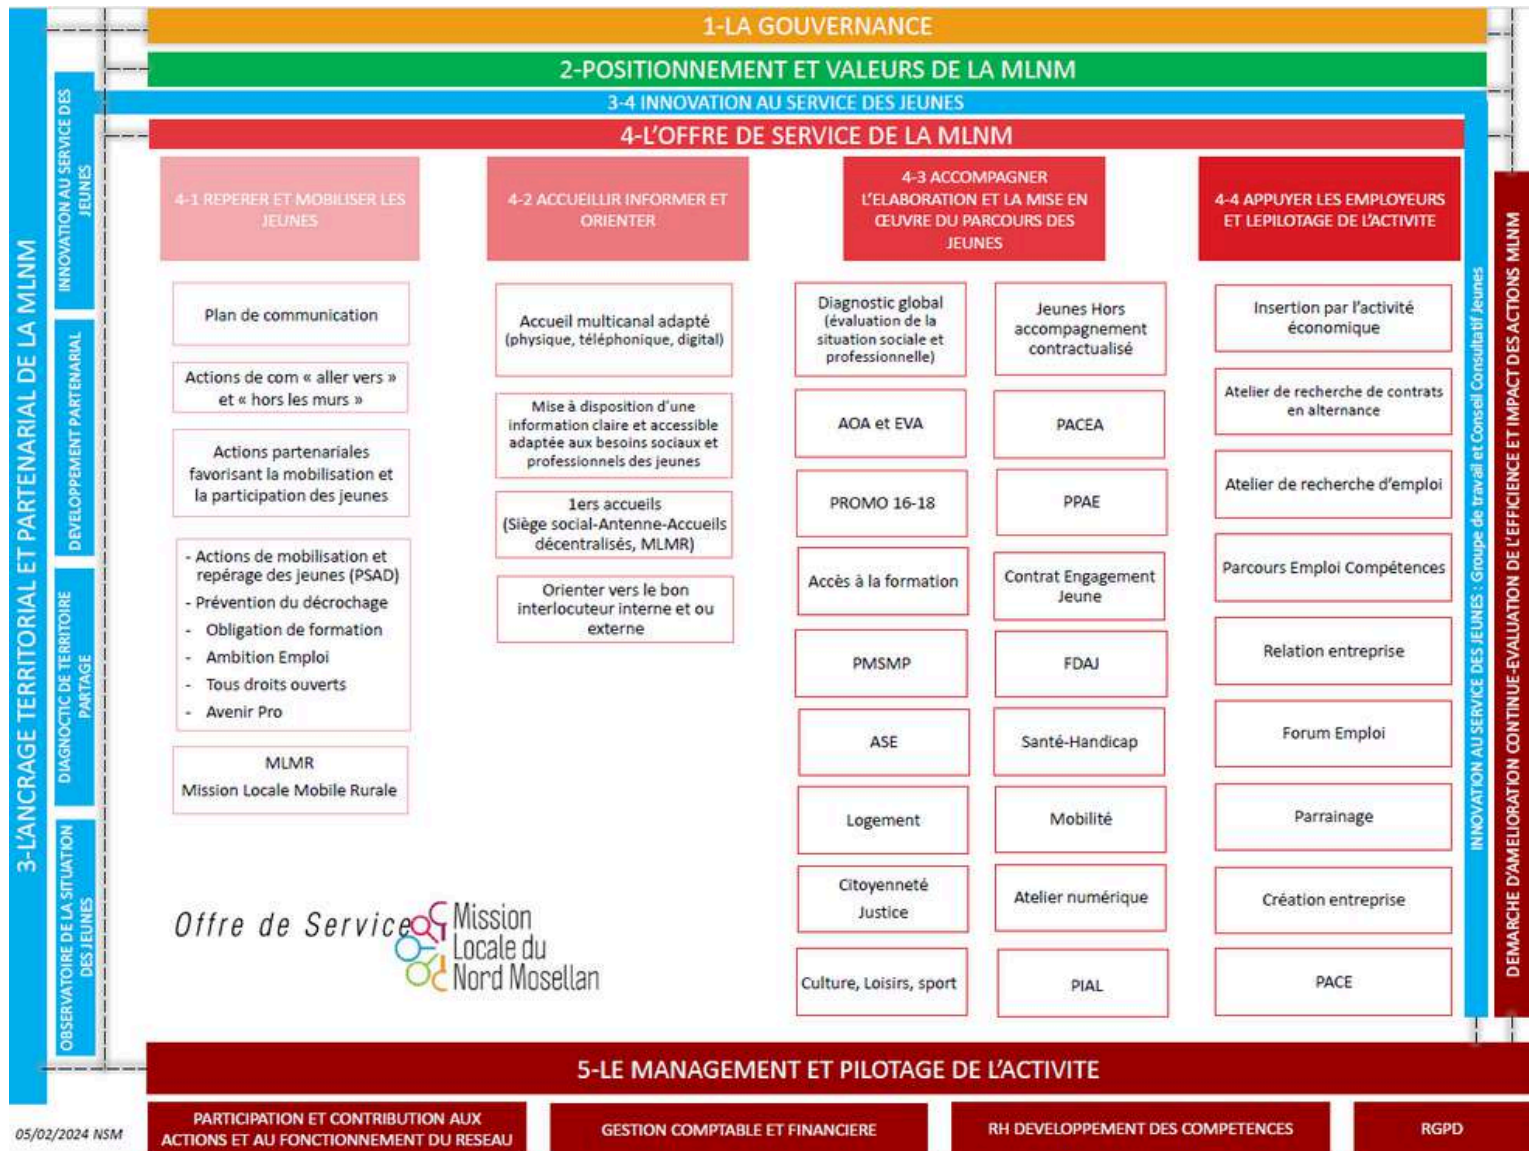 1-LA GOUVERNANCE
2-POSITIONNEMENT ET VALEURS DE LA MLNM
3-4 INNOVATION AU SERVICE DES JEUNES
4-L'OFFRE DE SERVICE DE LA MLNM
3-L'ANCRAGE TERRITORIAL ET PARTENARIAL DE LA MLNM
INNOVATION AU SERVICE DES
JEUNES
DEVELOPPEMENT PARTENARIAL
DIAGNOCTIC DE TERRITOIRE
PARTAGE
OBSERVATOIRE DE LA SITUATION
DES JEUNES
4-1 REPERER ET MOBILISER LES
JEUNES
Plan de communication
Actions de com « aller vers »
et « hors les murs »
Actions partenariales
favorisant la mobilisation et
la participation des jeunes
- Actions de mobilisation et
repérage des jeunes (PSAD)
- Prévention du décrochage
- Obligation de formation
- Ambition Emploi
- Tous droits ouverts
- Avenir Pro
MLMR
Mission Locale Mobile Rurale
4-2 ACCUEILLIR INFORMER ET
ORIENTER
Accueil multicanal adapté
(physique, téléphonique, digital)
Mise à disposition d'une
information claire et accessible
adaptée aux besoins sociaux et
professionnels des jeunes
1ers accueils
(Siège social-Antenne-Accueils
décentralisés, MLMR)
Orienter vers le bon
interlocuteur interne et ou
externe
4-3 ACCOMPAGNER
L'ELABORATION ET LA MISE EN
ŒUVRE DU PARCOURS DES
JEUNES
Diagnostic global
(évaluation de la
situation sociale et
professionnelle)
AOA et EVA
PROMO 16-18
Accès à la formation
PMSMP
ASE
Logement
Citoyenneté
Justice
Culture, Loisirs, sport
Jeunes Hors
accompagnement
contractualisé
PACEA
PPAE
Contrat Engagement
Jeune
FDAJ
Santé-Handicap
Mobilité
Atelier numérique
PIAL
4-4 APPUYER LES EMPLOYEURS
ET LEPILOTAGE DE L'ACTIVITE
Insertion par l'activité
économique
Atelier de recherche de contrats
en alternance
Atelier de recherche d'emploi
Parcours Emploi Compétences
Relation entreprise
Forum Emploi
Parrainage
Création entreprise
PACE
INNOVATION AU SERVICE DES JEUNES : Groupe de travail et Conseil Consultatif Jeunes
DEMARCHE D'AMELIORATION CONTINUE-EVALUATION DE L'EFFICIENCE ET IMPACT DES ACTIONS MLNM
Offre de Service
Mission
Locale du
Nord Mosellan
5-LE MANAGEMENT ET PILOTAGE DE L'ACTIVITE
PARTICIPATION ET CONTRIBUTION AUX
ACTIONS ET AU FONCTIONNEMENT DU RESEAU
GESTION COMPTABLE ET FINANCIERE
RH DEVELOPPEMENT DES COMPETENCES
RGPD
05/02/2024 NSM